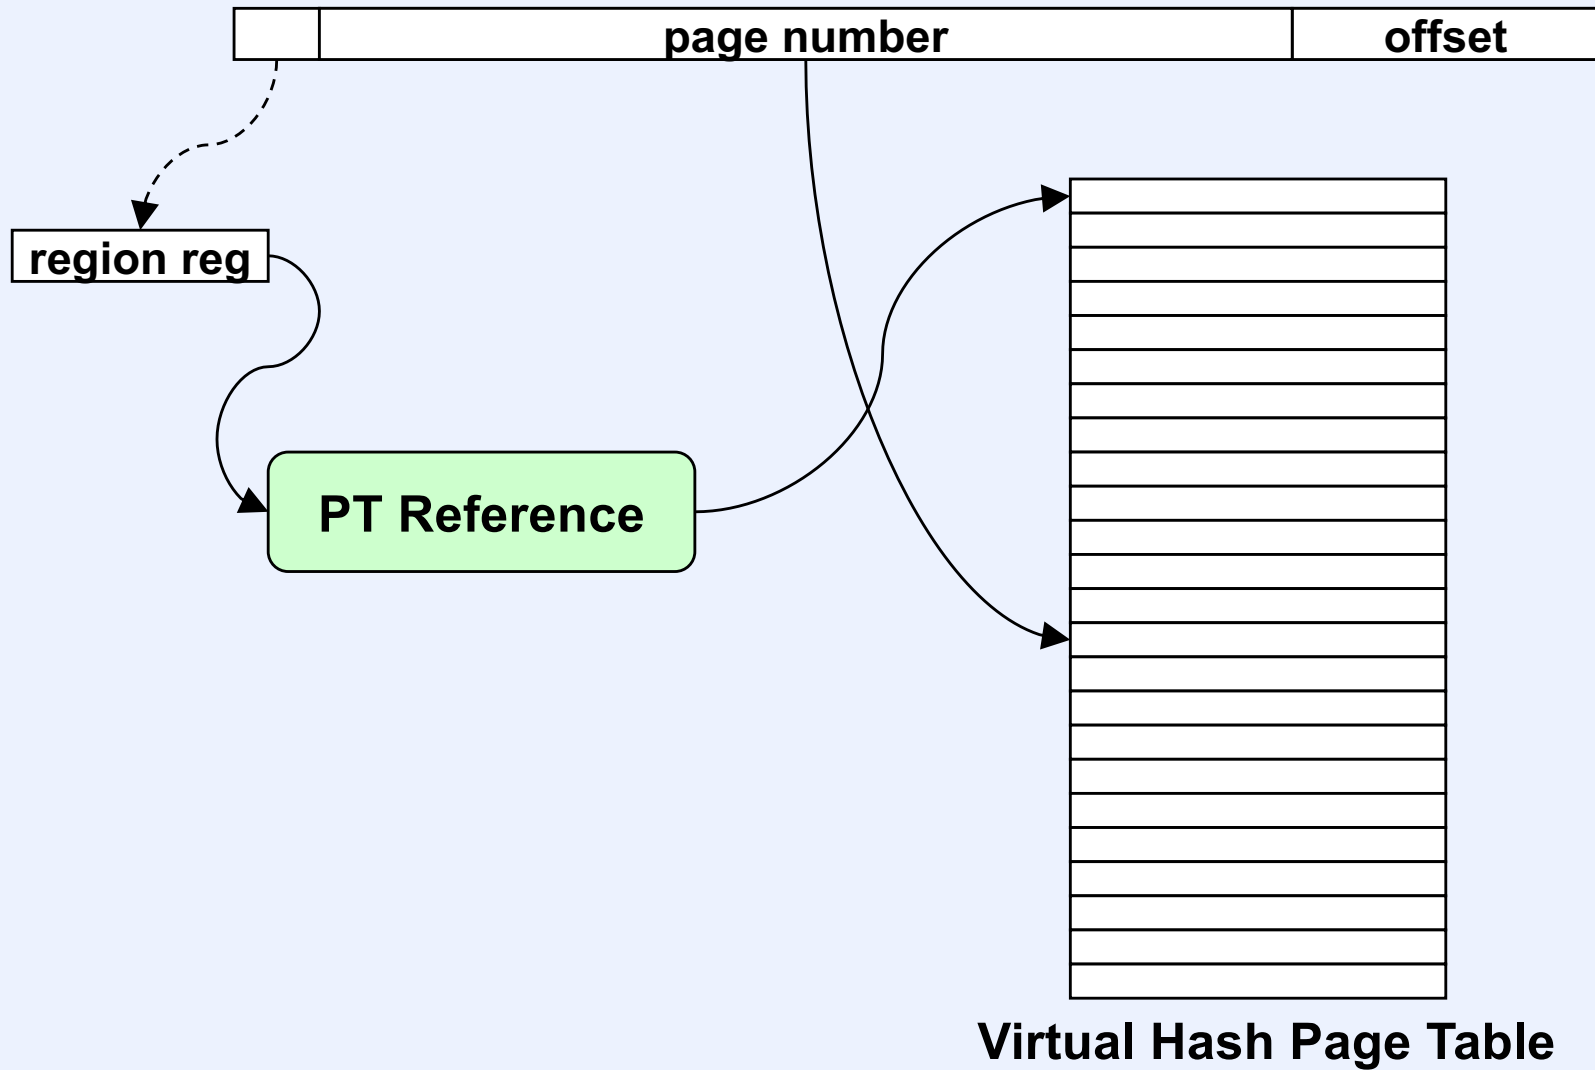 page number
offset
region reg
PT Reference
Virtual Hash Page Table